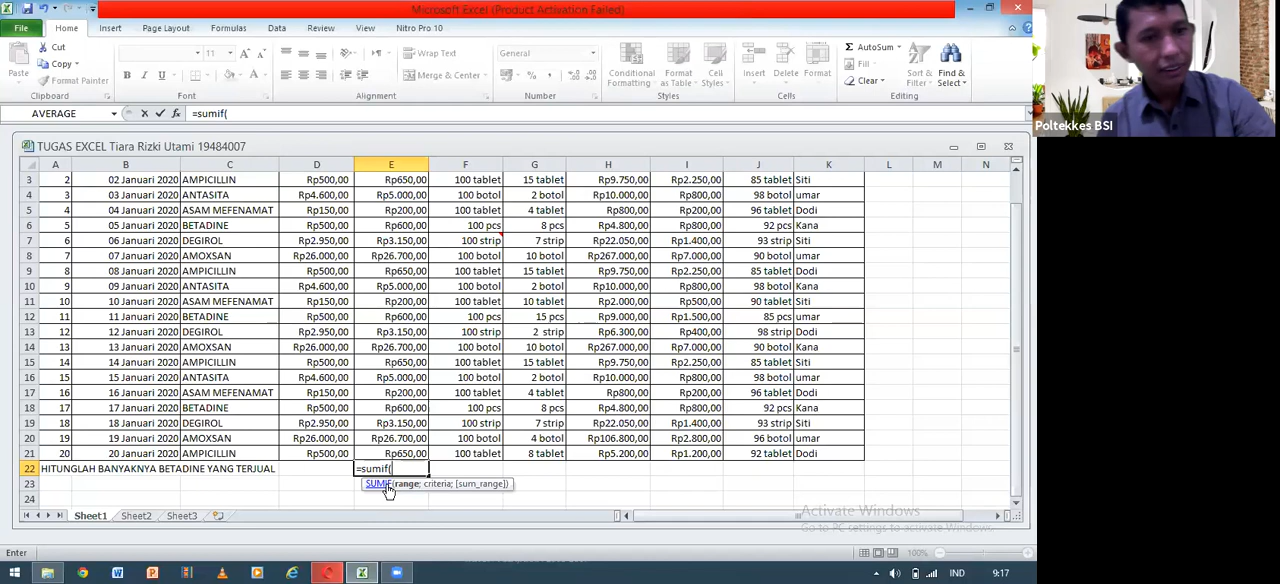 Microsoft Excel (Product Activation Failed)
File Home Insert Page Layout Formulas Data Review View Nitro Pro 10
Cut
Copy
Format Painter
Paste
Clipboard
11
Font
Wrap Text
Merge & Center
Alignment
General
Number
Conditional Formatting
Format as Table
Cell Styles
Styles
Insert Delete Format
Cells
AutoSum
Fill
Clear
Sort & Filter
Find & Select
Editing
Poltekkes BSI
AVERAGE =sumif(
TUGAS EXCEL Tiara Rizki Utami 19484007
A B C D E F G H I J K L M N
3 2 02 Januari 2020 AMPICILLIN Rp500,00 Rp650,00 100 tablet 15 tablet Rp9.750,00 Rp2.250,00 85 tablet Siti
4 3 03 Januari 2020 ANTASITA Rp4.600,00 Rp5.000,00 100 botol 2 botol Rp10.000,00 Rp800,00 98 botol umar
5 4 04 Januari 2020 ASAM MEFENAMAT Rp150,00 Rp200,00 100 tablet 4 tablet Rp800,00 Rp200,00 96 tablet Dodi
6 5 05 Januari 2020 BETADINE Rp500,00 Rp600,00 100 pcs 8 pcs Rp4.800,00 Rp800,00 92 pcs Kana
7 6 06 Januari 2020 DEGIROL Rp2.950,00 Rp3.150,00 100 strip 7 strip Rp22.050,00 Rp1.400,00 93 strip Siti
8 7 07 Januari 2020 AMOXSAN Rp26.000,00 Rp26.700,00 100 botol 10 botol Rp267.000,00 Rp7.000,00 90 botol umar
9 8 08 Januari 2020 AMPICILLIN Rp500,00 Rp650,00 100 tablet 15 tablet Rp9.750,00 Rp2.250,00 85 tablet Dodi
10 9 09 Januari 2020 ANTASITA Rp4.600,00 Rp5.000,00 100 botol 2 botol Rp10.000,00 Rp800,00 98 botol Kana
11 10 10 Januari 2020 ASAM MEFENAMAT Rp150,00 Rp200,00 100 tablet 10 tablet Rp2.000,00 Rp500,00 90 tablet Siti
12 11 11 Januari 2020 BETADINE Rp500,00 Rp600,00 100 pcs 15 pcs Rp9.000,00 Rp1.500,00 85 pcs umar
13 12 12 Januari 2020 DEGIROL Rp2.950,00 Rp3.150,00 100 strip 2 strip Rp6.300,00 Rp400,00 98 strip Dodi
14 13 13 Januari 2020 AMOXSAN Rp26.000,00 Rp26.700,00 100 botol 10 botol Rp267.000,00 Rp7.000,00 90 botol Kana
15 14 14 Januari 2020 AMPICILLIN Rp500,00 Rp650,00 100 tablet 15 tablet Rp9.750,00 Rp2.250,00 85 tablet Siti
16 15 15 Januari 2020 ANTASITA Rp4.600,00 Rp5.000,00 100 botol 2 botol Rp10.000,00 Rp800,00 98 botol umar
17 16 16 Januari 2020 ASAM MEFENAMAT Rp150,00 Rp200,00 100 tablet 4 tablet Rp800,00 Rp200,00 96 tablet Dodi
18 17 17 Januari 2020 BETADINE Rp500,00 Rp600,00 100 pcs 8 pcs Rp4.800,00 Rp800,00 92 pcs Kana
19 18 18 Januari 2020 DEGIROL Rp2.950,00 Rp3.150,00 100 strip 7 strip Rp22.050,00 Rp1.400,00 93 strip Siti
20 19 19 Januari 2020 AMOXSAN Rp26.000,00 Rp26.700,00 100 botol 4 botol Rp106.800,00 Rp2.800,00 96 botol umar
21 20 20 Januari 2020 AMPICILLIN Rp500,00 Rp650,00 100 tablet 8 tablet Rp5.200,00 Rp1.200,00 92 tablet Dodi
22 HITUNGLAH BANYAKNYA BETADINE YANG TERJUAL =sumif(
23 SUMIF(range; criteria; [sum_range])
24
Activate Windows
Go to PC settings to activate Windows.
Sheet1 Sheet2 Sheet3
Enter 100%
IND 9:17